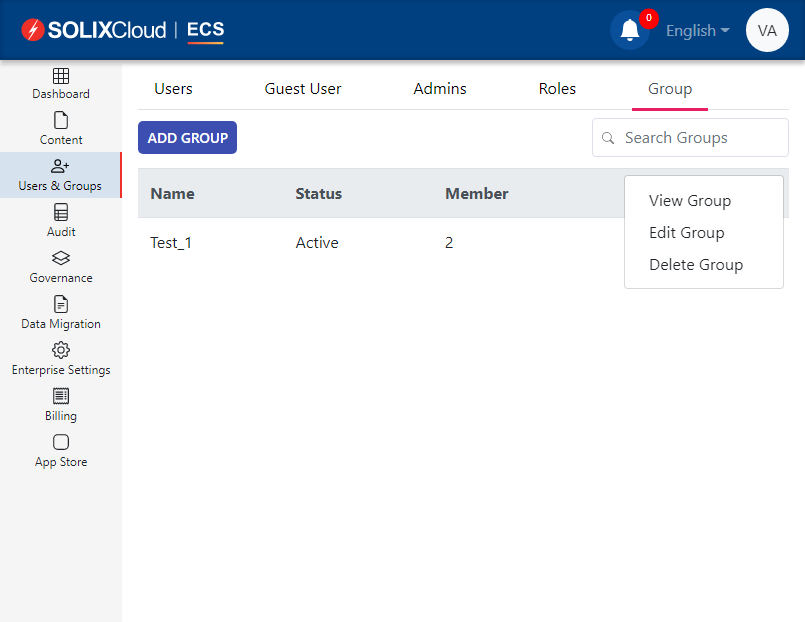 SOLIXCloud | ECS
0
English
VA
Dashboard
Content
Users & Groups
Audit
Governance
Data Migration
Enterprise Settings
Billing
App Store
Users Guest User Admins Roles Group
ADD GROUP
Search Groups
Name Status Member
Test_1 Active 2
View Group
Edit Group
Delete Group